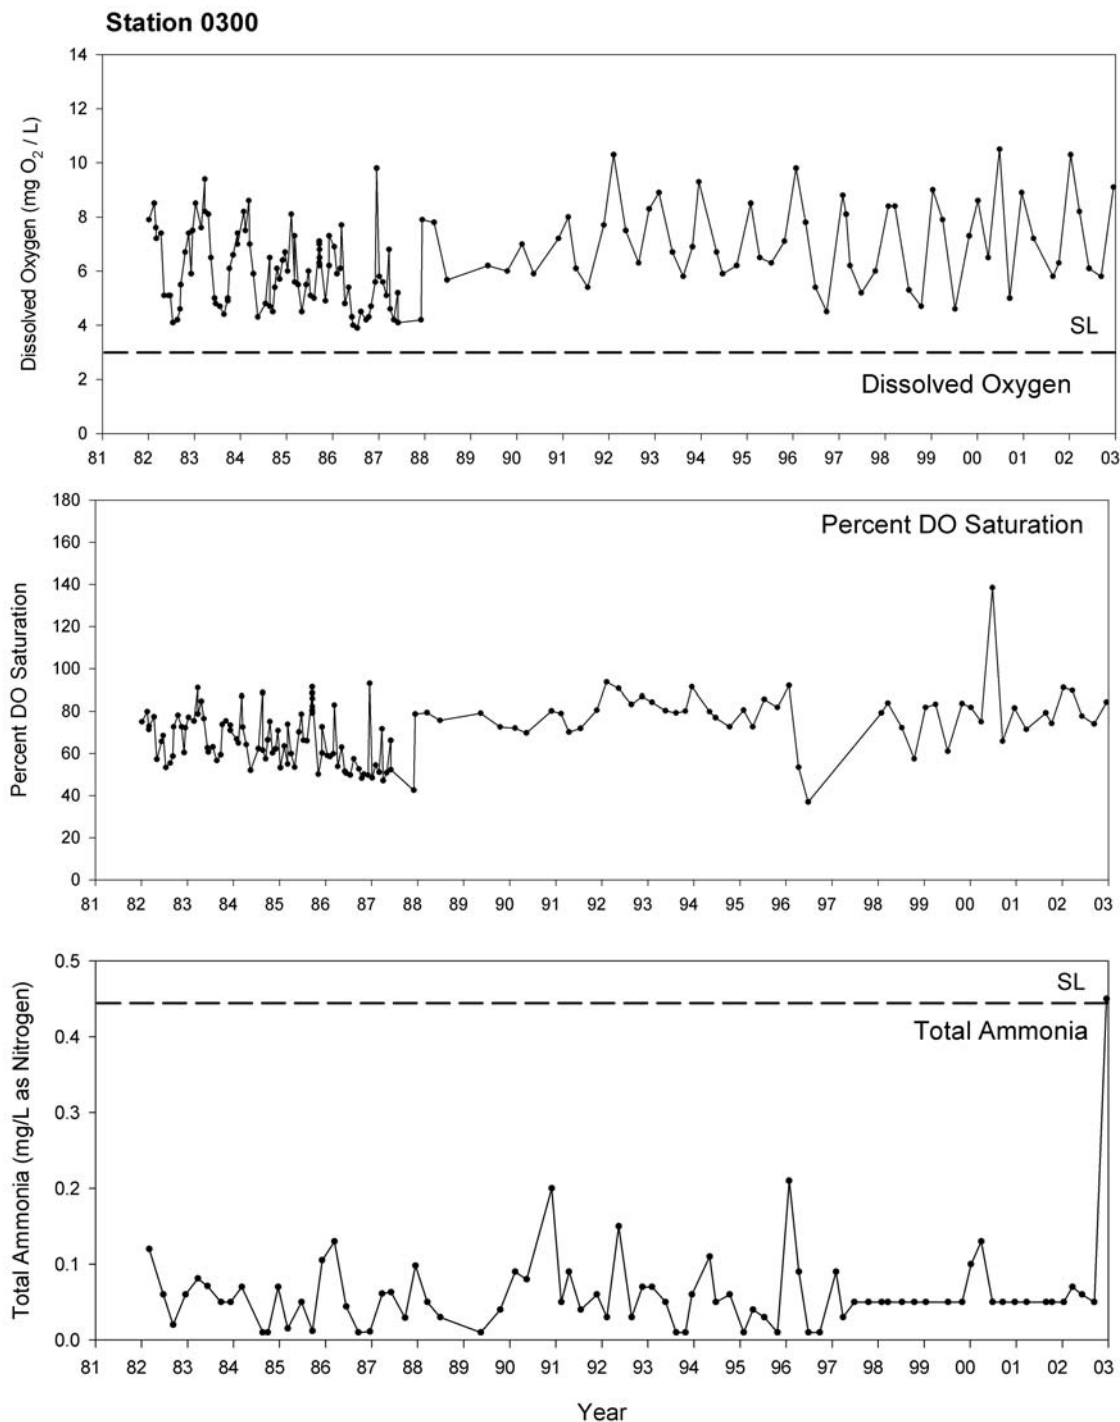 Station 0300
14
12
10
8
6
4
2
0
Dissolved Oxygen (mg O2 / L)
SL
Dissolved Oxygen
81 82 83 84 85 86 87 88 89 90 91 92 93 94 95 96 97 98 99 00 01 02 03
180
160
140
120
100
80
60
40
20
0
Percent DO Saturation
Percent DO Saturation
81 82 83 84 85 86 87 88 89 90 91 92 93 94 95 96 97 98 99 00 01 02 03
0.5
0.4
0.3
0.2
0.1
0.0
Total Ammonia (mg/L as Nitrogen)
SL
Total Ammonia
81 82 83 84 85 86 87 88 89 90 91 92 93 94 95 96 97 98 99 00 01 02 03
Year